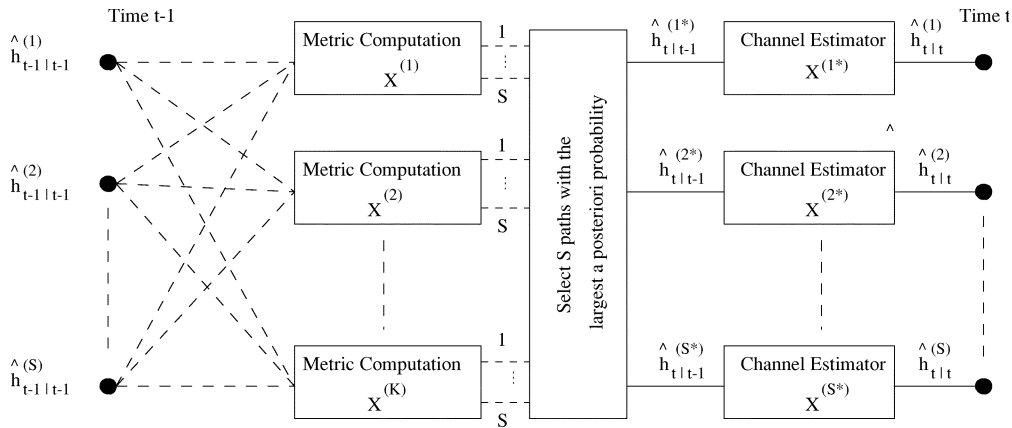 Time t-1
Time t
ĥ(1) t-1|t-1
Metric Computation
X(1)
1
S
ĥ(1*) t|t-1
Channel Estimator
X(1*)
ĥ(1) t|t
^
ĥ(2) t-1|t-1
Metric Computation
X(2)
1
S
Select S paths with the
largest a posteriori probability
ĥ(2*) t|t-1
Channel Estimator
X(2*)
ĥ(2) t|t
ĥ(S) t-1|t-1
Metric Computation
X(K)
1
S
ĥ(S*) t|t-1
Channel Estimator
X(S*)
ĥ(S) t|t